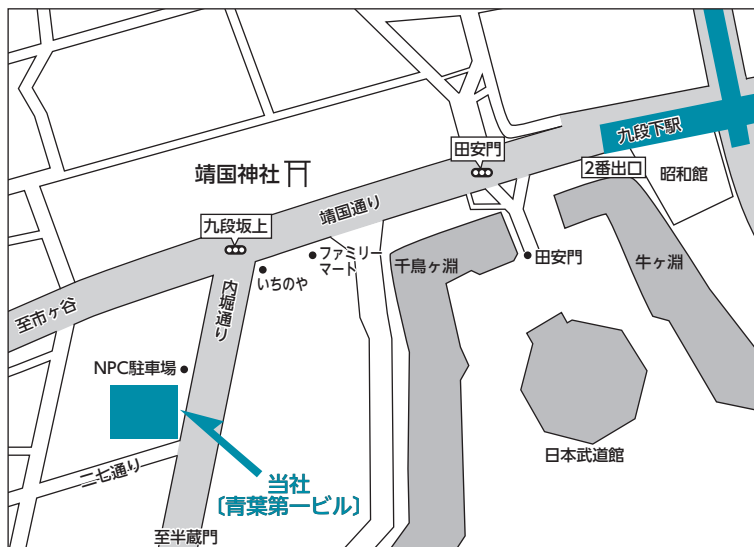 九段下駅
田安門
2番出口
昭和館
靖国神社
靖国通り
九段坂上
ファミリー
マート
千鳥ヶ淵
田安門
牛ヶ淵
いちのや
内堀通り
至市ヶ谷
NPC駐車場
日本武道館
二七通り
当社
〔青葉第一ビル〕
至半蔵門